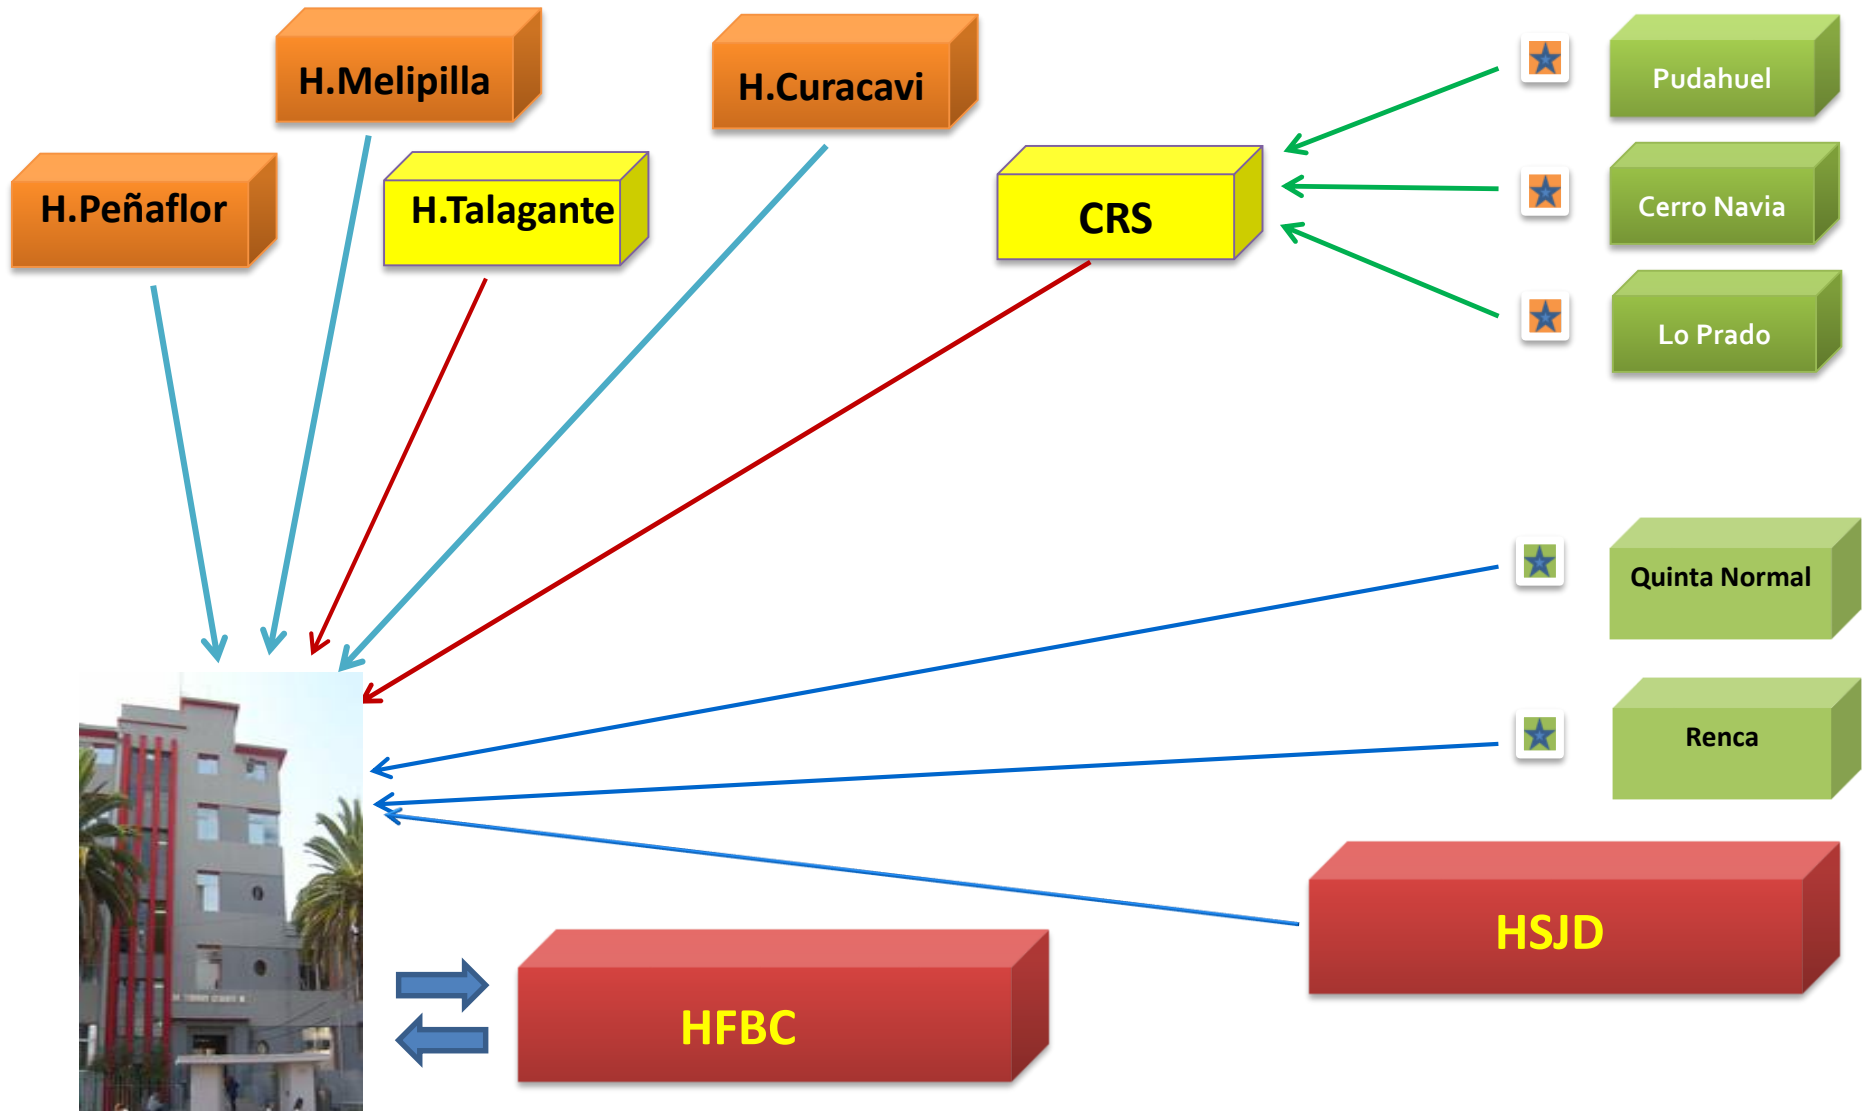 H.Melipilla
H.Curacavi
Pudahuel
H.Peñaflor
H.Talagante
CRS
Cerro Navia
Lo Prado
Quinta Normal
Renca
HSJD
HFBC